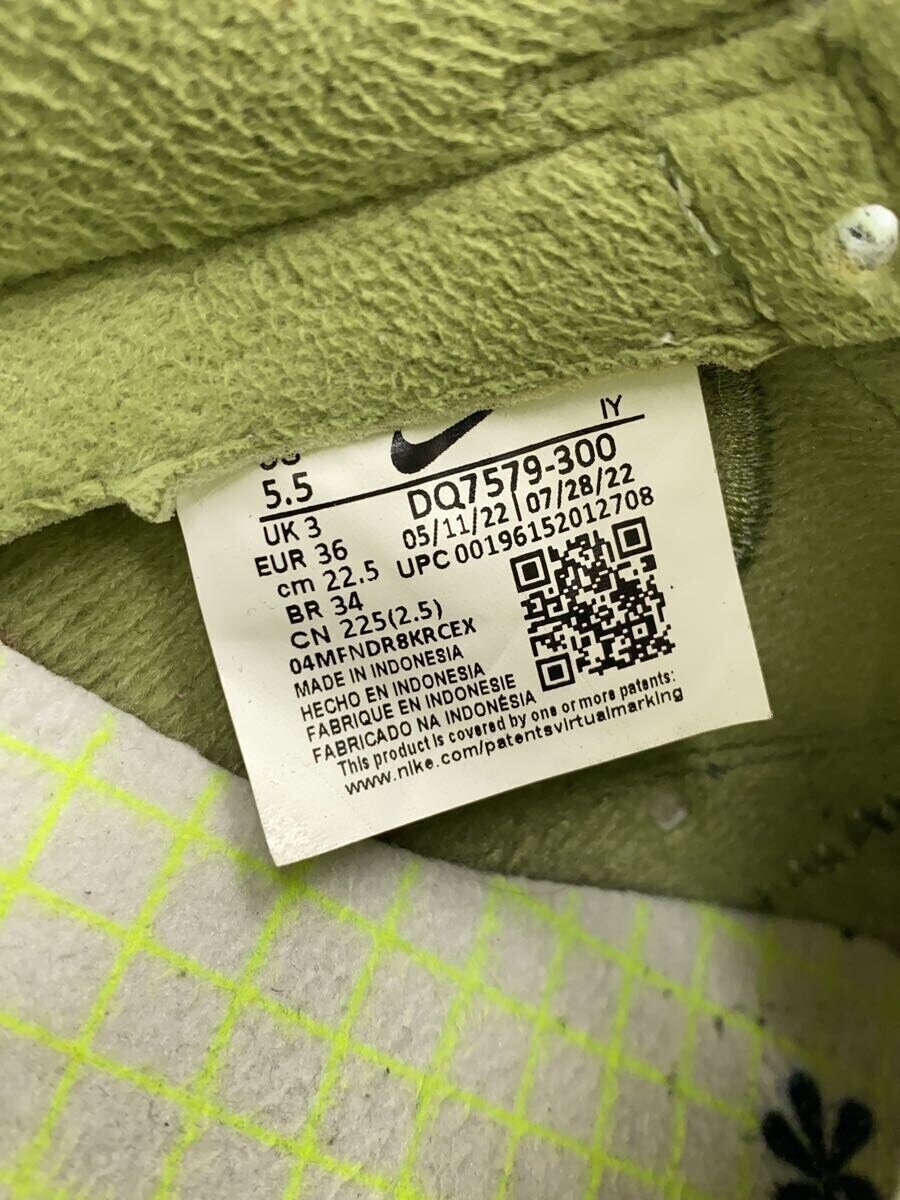 IY
5.5
DQ7579-300
UK 3
05/11/22 | 07/28/22
EUR 36
UPC 00196152012708
cm 22.5
BR 34
CN 225(2.5)
04MFNDR8KRCEX
MADE IN INDONESIA
HECHO EN INDONESIA
FABRIQUE EN INDONESIE
FABRICADO NA INDONÉSIA
This product is covered by one or more patents:
www.nike.com/patentsvirtualmarking